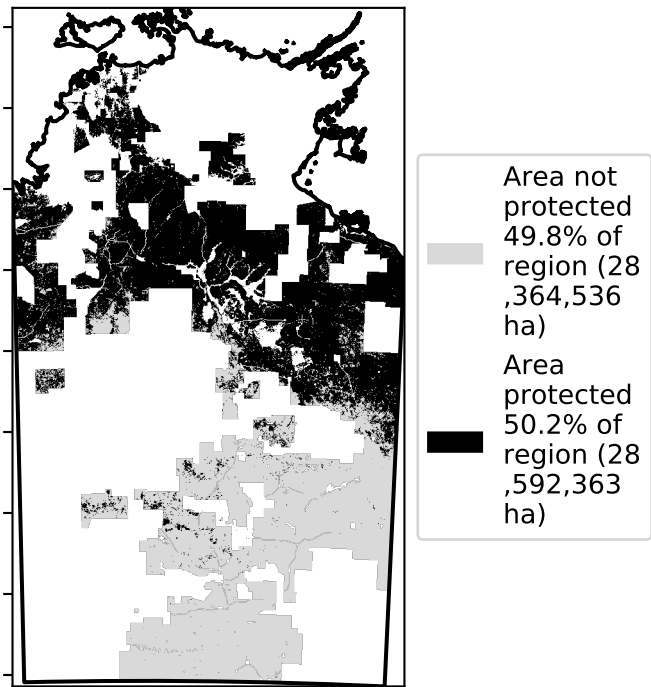 Area not
protected
49.8% of
region (28
,364,536
ha)
Area
protected
50.2% of
region (28
,592,363
ha)